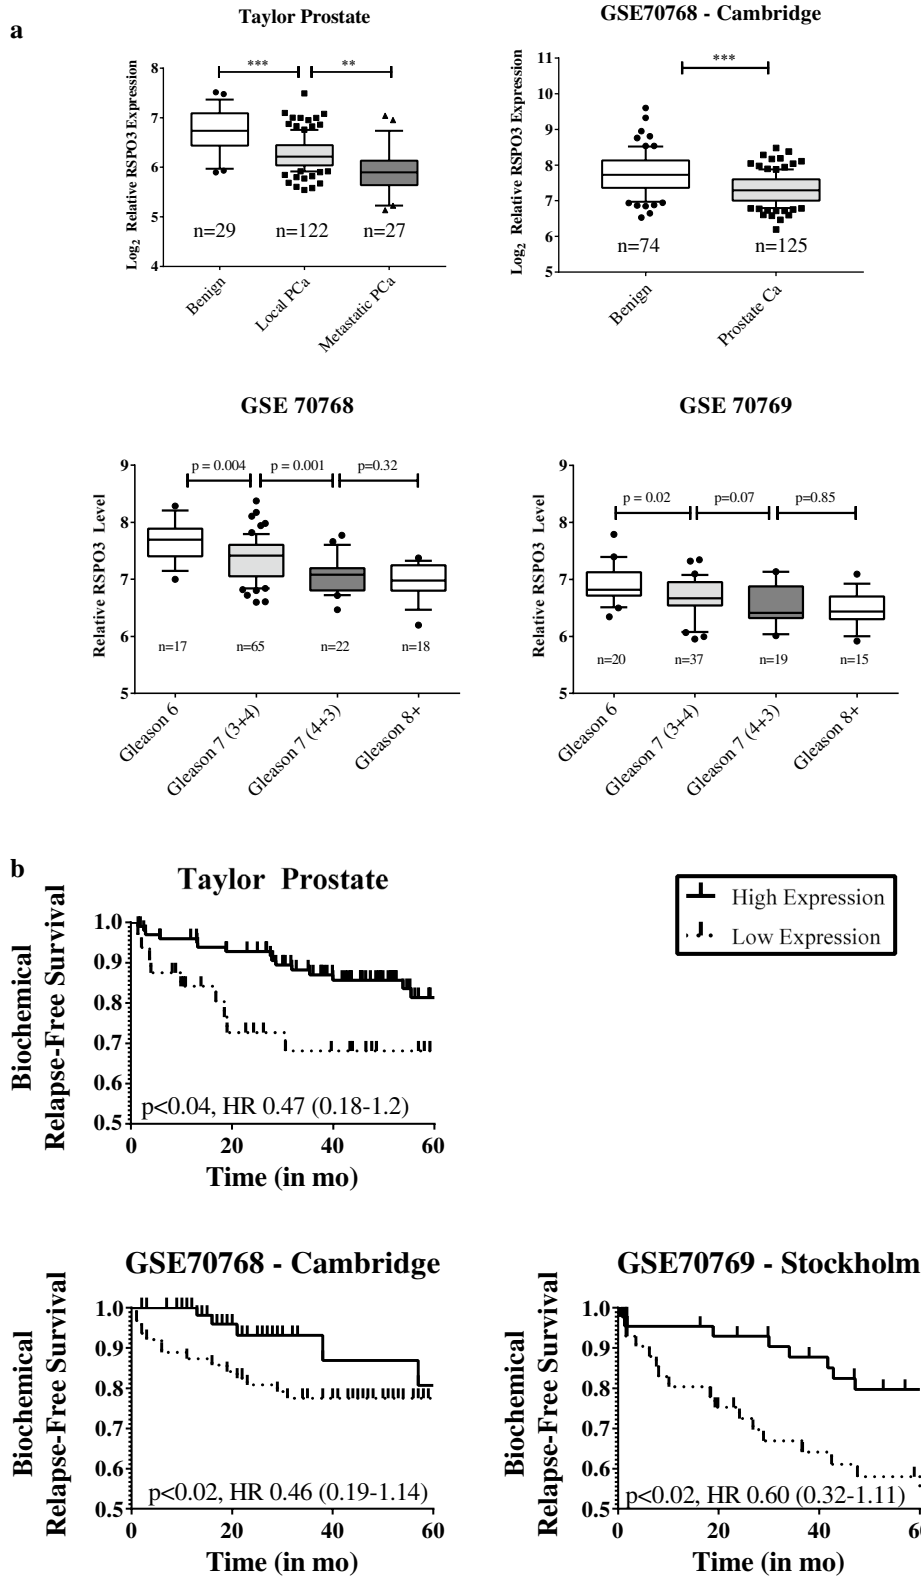 a
Taylor Prostate
Log2 Relative RSPO3 Expression
8
7
6
5
4
***
**
n=29
n=122
n=27
Benign
Local PCa
Metastatic PCa
GSE70768 - Cambridge
Log2 Relative RSPO3 Expression
11
10
9
8
7
6
5
***
n=74
n=125
Benign
Prostate Ca
GSE 70768
Relative RSPO3 Level
9
8
7
6
5
p = 0.004
p = 0.001
p=0.32
n=17
n=65
n=22
n=18
Gleason 6
Gleason 7 (3+4)
Gleason 7 (4+3)
Gleason 8+
GSE 70769
Relative RSPO3 Level
9
8
7
6
5
p = 0.02
p=0.07
p=0.85
n=20
n=37
n=19
n=15
Gleason 6
Gleason 7 (3+4)
Gleason 7 (4+3)
Gleason 8+
b
Taylor Prostate
Biochemical
Relapse-Free Survival
1.0
0.9
0.8
0.7
0.6
0.5
p<0.04, HR 0.47 (0.18-1.2)
0
20
40
60
Time (in mo)
High Expression
Low Expression
GSE70768 - Cambridge
Biochemical
Relapse-Free Survival
1.0
0.9
0.8
0.7
0.6
0.5
p<0.02, HR 0.46 (0.19-1.14)
0
20
40
60
Time (in mo)
GSE70769 - Stockholm
Biochemical
Relapse-Free Survival
1.0
0.9
0.8
0.7
0.6
0.5
p<0.02, HR 0.60 (0.32-1.11)
0
20
40
60
Time (in mo)